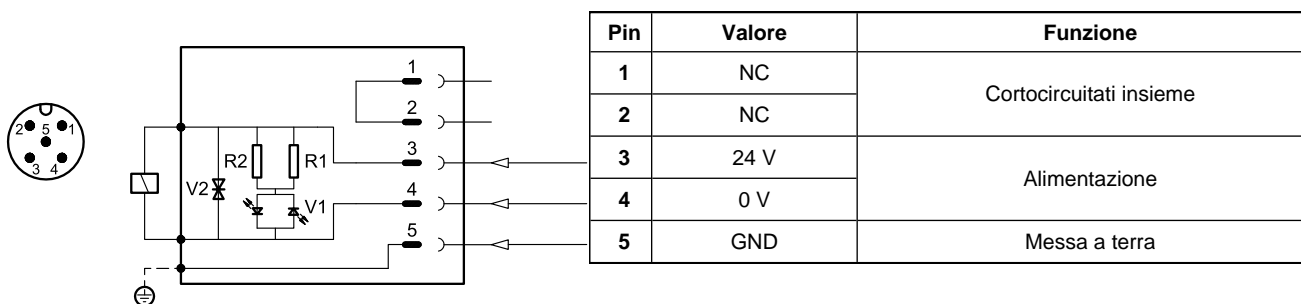 Pin Valore Funzione
1 NC Cortocircuitati insieme
2 NC
3 24 V Alimentazione
4 0 V
5 GND Messa a terra
1
2
3
4
5
R2 R1
V2 V1
2 5 1
3 4